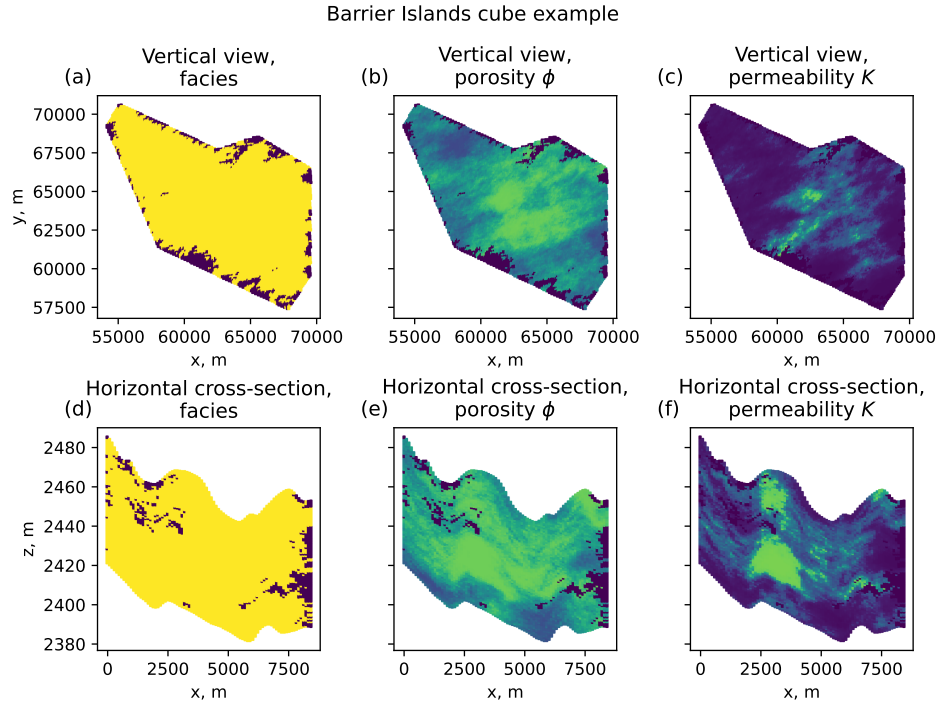 Barrier Islands cube example
(a)
Vertical view,
facies
(b)
Vertical view,
porosity ϕ
(c)
Vertical view,
permeability K
y, m
70000
67500
65000
62500
60000
57500
55000 60000 65000 70000
x, m
55000 60000 65000 70000
x, m
55000 60000 65000 70000
x, m
(d)
Horizontal cross-section,
facies
(e)
Horizontal cross-section,
porosity ϕ
(f)
Horizontal cross-section,
permeability K
z, m
2480
2460
2440
2420
2400
2380
0 2500 5000 7500
x, m
0 2500 5000 7500
x, m
0 2500 5000 7500
x, m